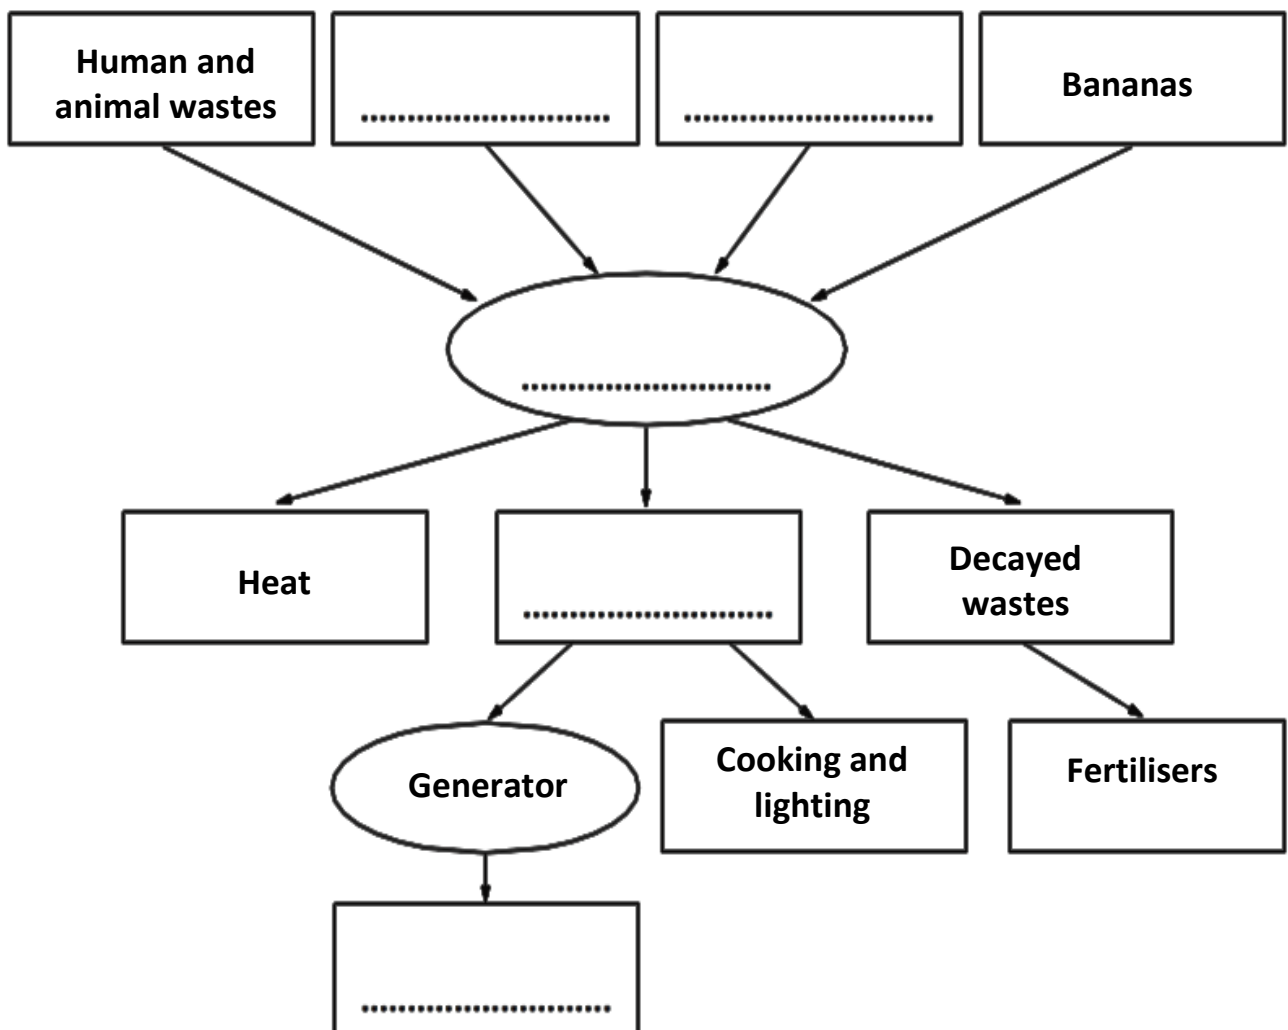 Human and
animal wastes
Bananas
Heat
Decayed
wastes
Generator
Cooking and
lighting
Fertilisers